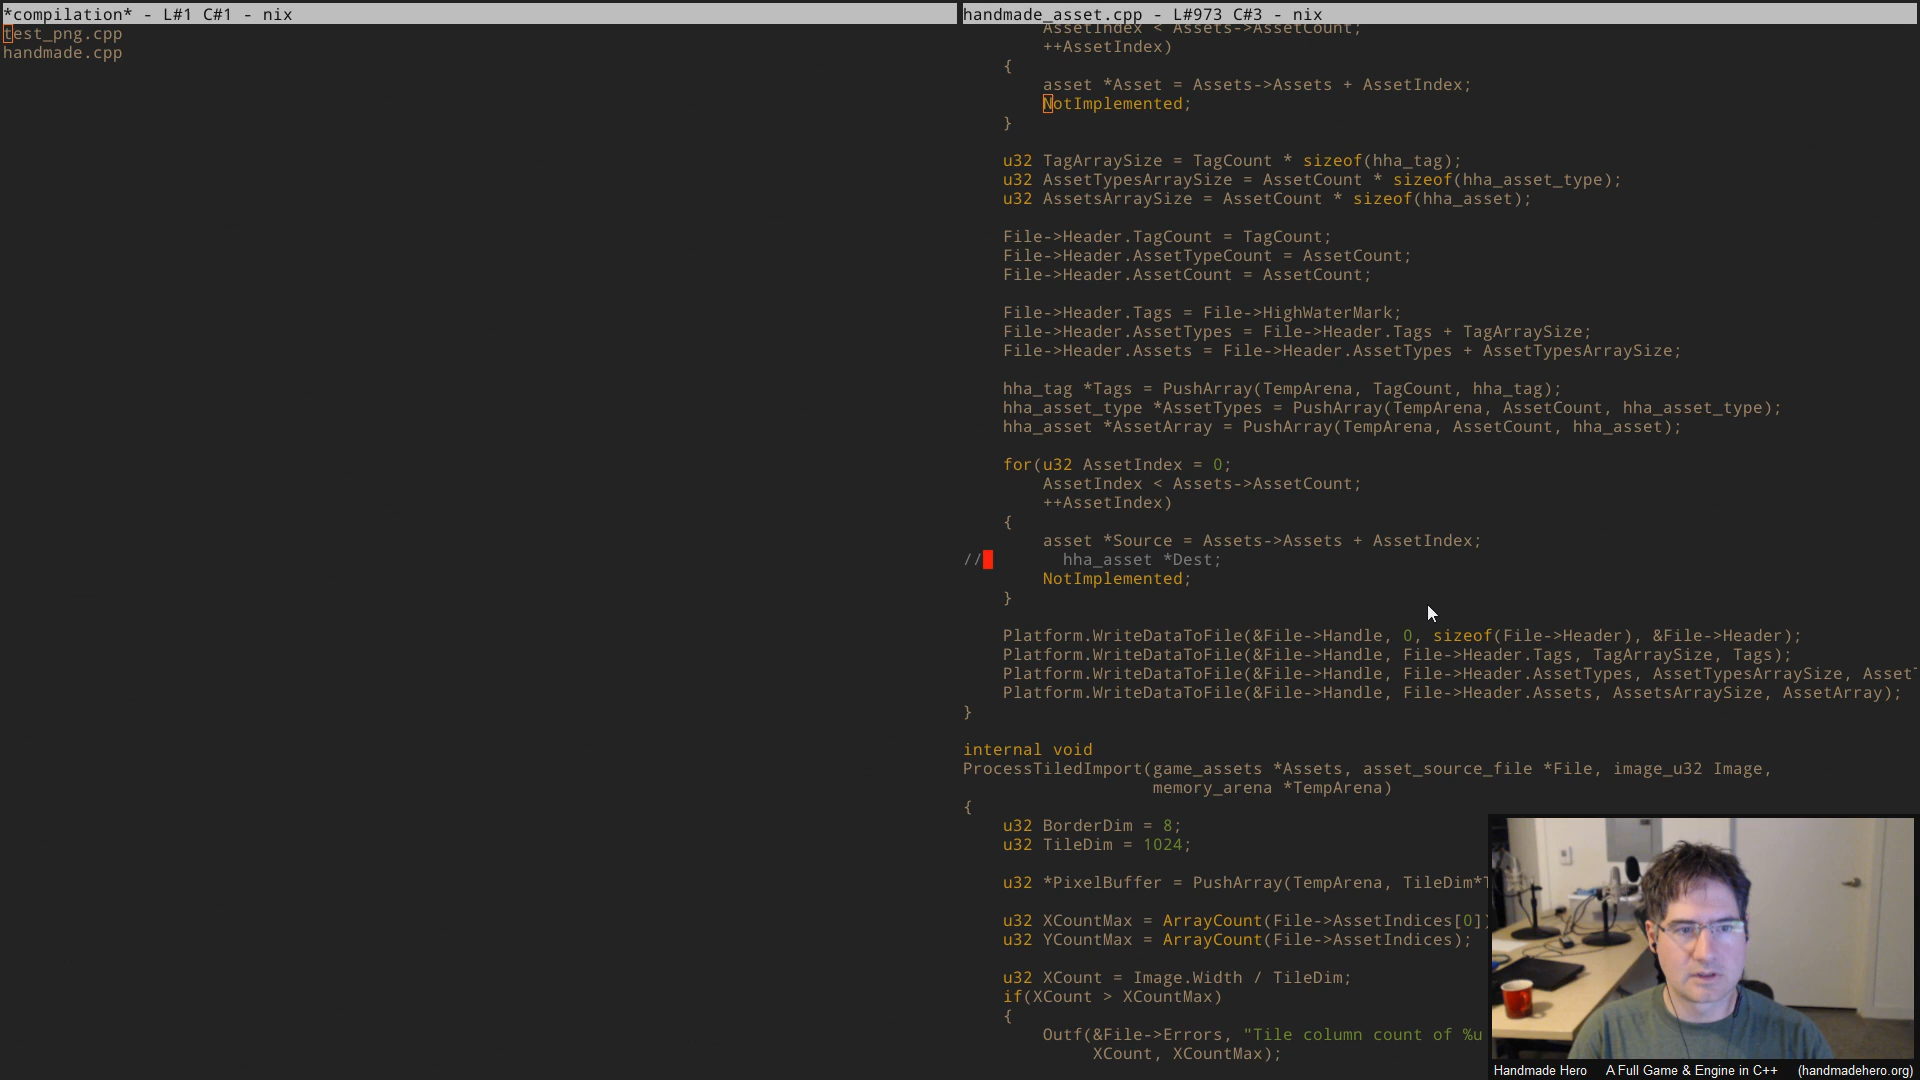 *compilation* - L#1 C#1 - nix
test_png.cpp
handmade.cpp
handmade_asset.cpp - L#973 C#3 - nix
AssetIndex < Assets->AssetCount;
++AssetIndex)
{
asset *Asset = Assets->Assets + AssetIndex;
NotImplemented;
}
u32 TagArraySize = TagCount * sizeof(hha_tag);
u32 AssetTypesArraySize = AssetCount * sizeof(hha_asset_type);
u32 AssetsArraySize = AssetCount * sizeof(hha_asset);
File->Header.TagCount = TagCount;
File->Header.AssetTypeCount = AssetCount;
File->Header.AssetCount = AssetCount;
File->Header.Tags = File->HighWaterMark;
File->Header.AssetTypes = File->Header.Tags + TagArraySize;
File->Header.Assets = File->Header.AssetTypes + AssetTypesArraySize;
hha_tag *Tags = PushArray(TempArena, TagCount, hha_tag);
hha_asset_type *AssetTypes = PushArray(TempArena, AssetCount, hha_asset_type);
hha_asset *AssetArray = PushArray(TempArena, AssetCount, hha_asset);
for(u32 AssetIndex = 0;
AssetIndex < Assets->AssetCount;
++AssetIndex)
{
asset *Source = Assets->Assets + AssetIndex;
// hha_asset *Dest;
NotImplemented;
}
Platform.WriteDataToFile(&File->Handle, 0, sizeof(File->Header), &File->Header);
Platform.WriteDataToFile(&File->Handle, File->Header.Tags, TagArraySize, Tags);
Platform.WriteDataToFile(&File->Handle, File->Header.AssetTypes, AssetTypesArraySize, Asset
Platform.WriteDataToFile(&File->Handle, File->Header.Assets, AssetsArraySize, AssetArray);
}
internal void
ProcessTiledImport(game_assets *Assets, asset_source_file *File, image_u32 Image,
memory_arena *TempArena)
{
u32 BorderDim = 8;
u32 TileDim = 1024;
u32 *PixelBuffer = PushArray(TempArena, TileDim*
u32 XCountMax = ArrayCount(File->AssetIndices[0])
u32 YCountMax = ArrayCount(File->AssetIndices);
u32 XCount = Image.Width / TileDim;
if(XCount > XCountMax)
{
Outf(&File->Errors, "Tile column count of %u
XCount, XCountMax);
Handmade Hero A Full Game & Engine in C++ (handmadehero.org)